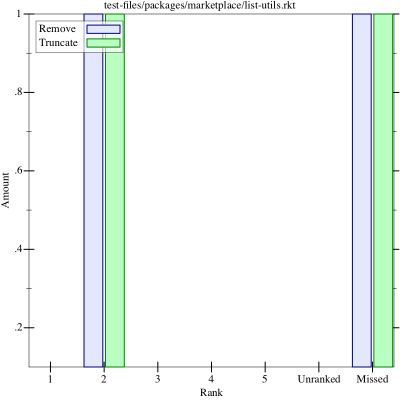 test-files/packages/marketplace/list-utils.rkt
1
Remove
Truncate
.8
.6
Amount
.4
.2
1 2 3 4 5 Unranked Missed
Rank